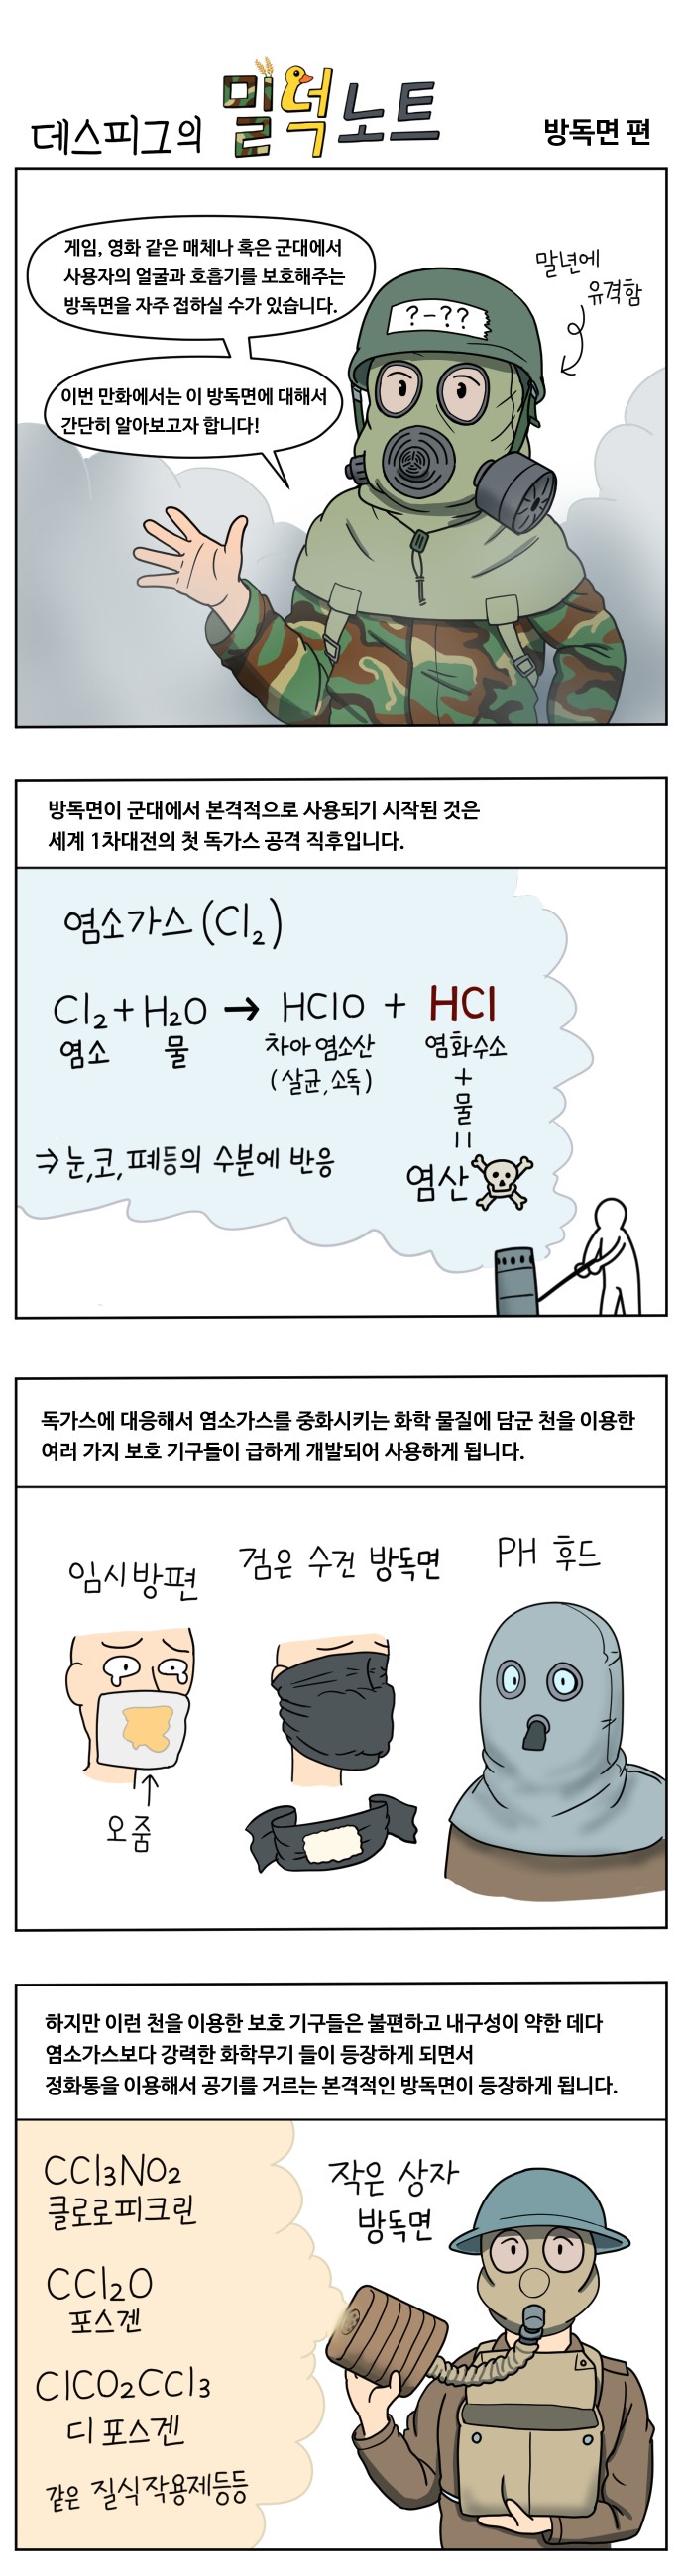 데스피그의 밀덕노트
방독면 편
게임, 영화 같은 매체나 혹은 군대에서
사용자의 얼굴과 호흡기를 보호해주는
방독면을 자주 접하실 수가 있습니다.
말년에
유격함
?-??
이번 만화에서는 이 방독면에 대해서
간단히 알아보고자 합니다!
방독면이 군대에서 본격적으로 사용되기 시작된 것은
세계 1차대전의 첫 독가스 공격 직후입니다.
염소가스 (Cl₂)
Cl₂ + H₂O → HClO + HCl
염소 물 차아 염소산 염화수소
(살균, 소독)
+
물
=
염산
⇒ 눈, 코, 폐등의 수분에 반응
독가스에 대응해서 염소가스를 중화시키는 화학 물질에 담군 천을 이용한
여러 가지 보호 기구들이 급하게 개발되어 사용하게 됩니다.
임시방편
검은 수건 방독면
PH 후드
오줌
하지만 이런 천을 이용한 보호 기구들은 불편하고 내구성이 약한 데다
염소가스보다 강력한 화학무기 들이 등장하게 되면서
정화통을 이용해서 공기를 거르는 본격적인 방독면이 등장하게 됩니다.
CCl₃NO₂
클로로피크린
CCl₂O
포스겐
ClCO₂CCl₃
디포스겐
같은 질식작용제등등
작은 상자
방독면